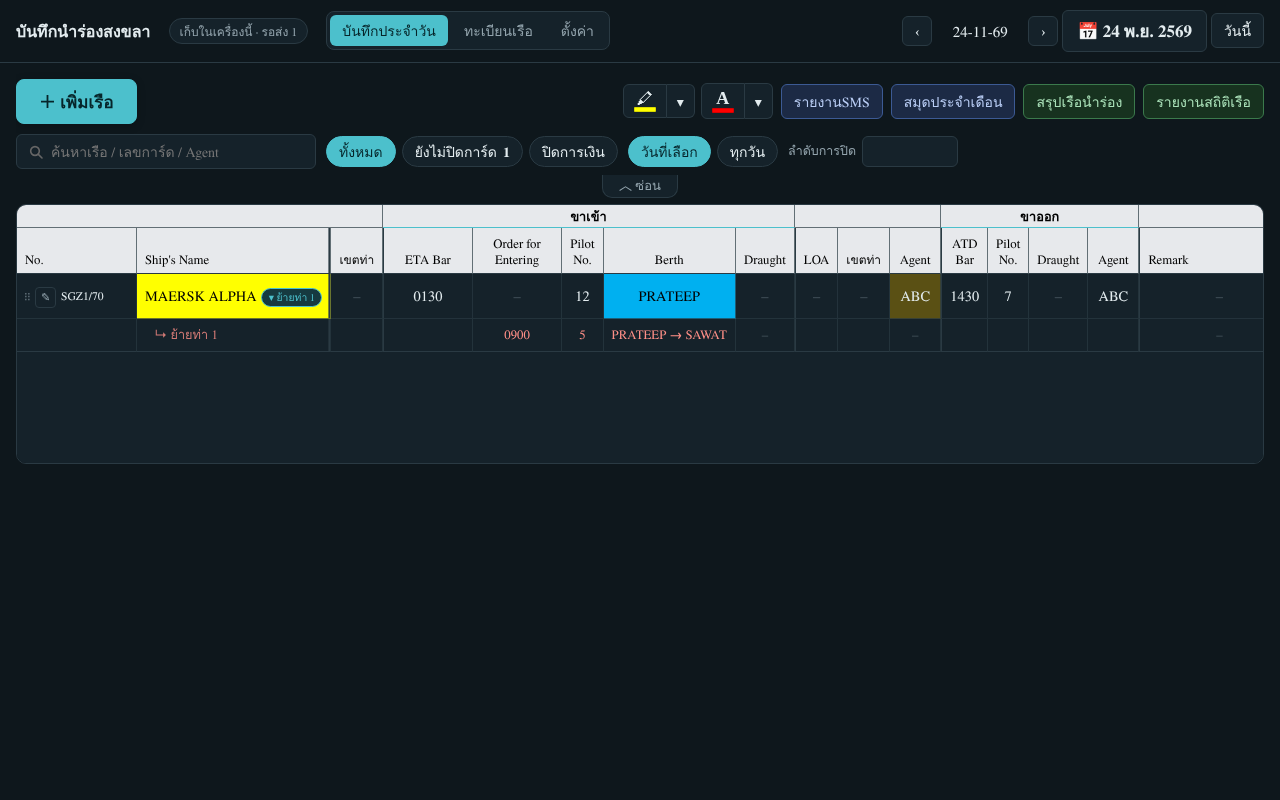 บันทึกนำร่องสงขลา
เก็บในเครื่องนี้ · รอส่ง 1
บันทึกประจำวัน
ทะเบียนเรือ
ตั้งค่า
‹
24-11-69
›
📅 24 พ.ย. 2569
วันนี้
+ เพิ่มเรือ
A
▾
รายงานSMS
สมุดประจำเดือน
สรุปเรือนำร่อง
รายงานสถิติเรือ
ค้นหาเรือ / เลขการ์ด / Agent
ทั้งหมด
ยังไม่ปิดการ์ด 1
ปิดการเงิน
วันที่เลือก
ทุกวัน
ลำดับการปิด
ซ่อน
ขาเข้า
ขาออก
No.
Ship's Name
เขตท่า
ETA Bar
Order for Entering
Pilot No.
Berth
Draught
LOA
เขตท่า
Agent
ATD Bar
Pilot No.
Draught
Agent
Remark
SGZ1/70
MAERSK ALPHA
▾ ย้ายท่า 1
–
0130
–
12
PRATEEP
–
–
–
ABC
1430
7
–
ABC
–
↳ ย้ายท่า 1
0900
5
PRATEEP → SAWAT
–
–